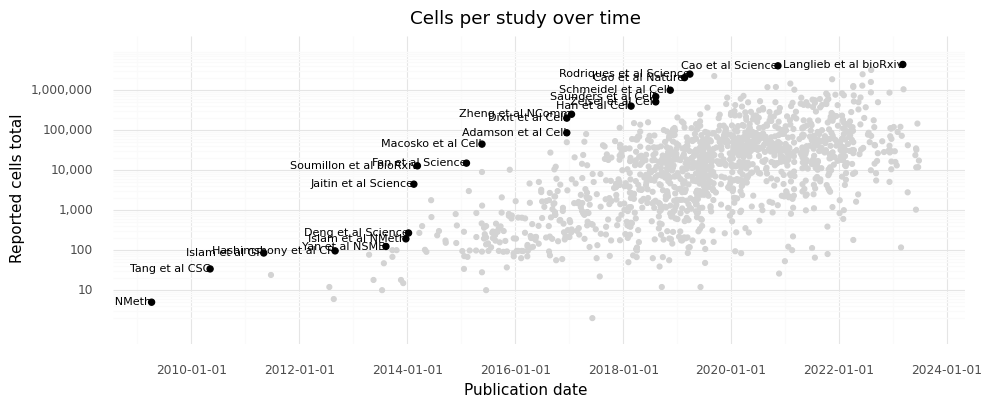 Cells per study over time
Reported cells total
1,000,000
100,000
10,000
1,000
100
10
Cao et al Science
Langlieb et al bioRxiv
Rodriques et al Science
Cao et al Nature
Schmeidel et al Cell
Saunders et al Cell
Zeisel et al Cell
Han et al Cell
Zheng et al NComms
Dixit et al Cell
Adamson et al Cell
Macosko et al Cell
Fan et al Science
Soumillon et al bioRxiv
Jaitin et al Science
Deng et al Science
Islam et al NMeth
Yan et al NSMB
Hashimshony et al CR
Islam et al GR
Tang et al CSC
NMeth
2010-01-01
2012-01-01
2014-01-01
2016-01-01
2018-01-01
2020-01-01
2022-01-01
2024-01-01
Publication date